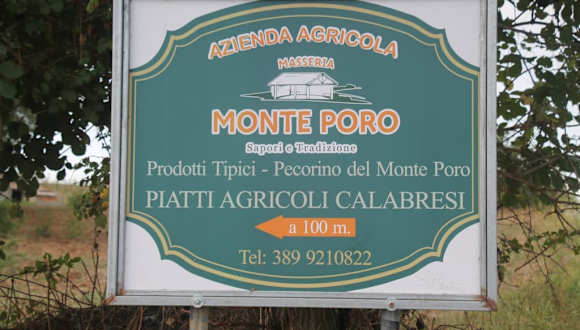 AZIENDA AGRICOLA
MASSERIA
MONTE PORO
Sapori e Tradizione
Prodotti Tipici - Pecorino del Monte Poro
PIATTI AGRICOLI CALABRESI
a 100 m.
Tel: 389 9210822